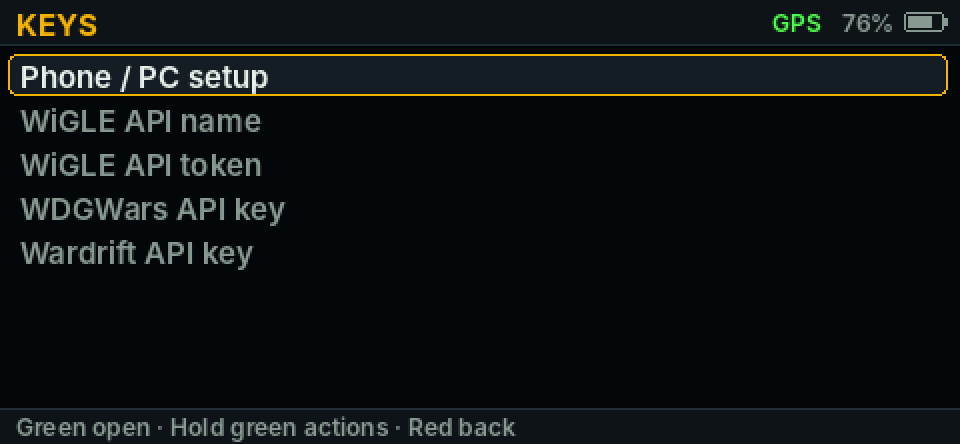 KEYS
GPS 76%
Phone / PC setup
WiGLE API name
WiGLE API token
WDGWars API key
Wardrift API key
Green open · Hold green actions · Red back